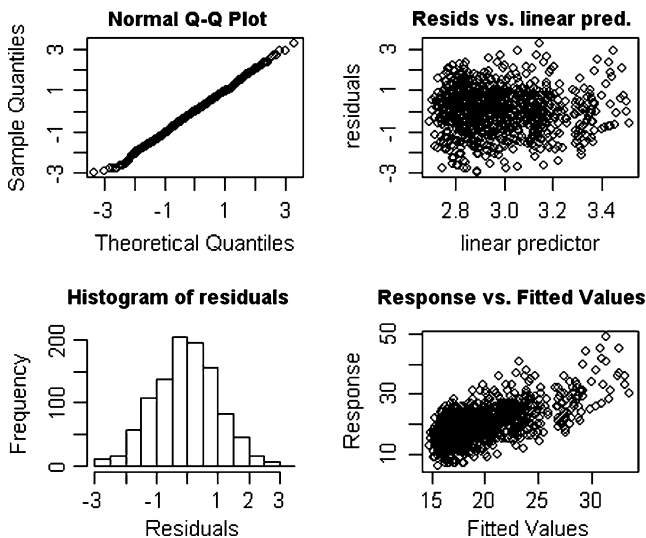 Normal Q-Q Plot
Sample Quantiles
3
1
-1
-3
-3 -1 1 3
Theoretical Quantiles
Resids vs. linear pred.
residuals
3
1
-1
-3
2.8 3.0 3.2 3.4
linear predictor
Histogram of residuals
Frequency
200
100
0
-3 -1 0 1 2 3
Residuals
Response vs. Fitted Values
Response
50
30
10
15 20 25 30
Fitted Values